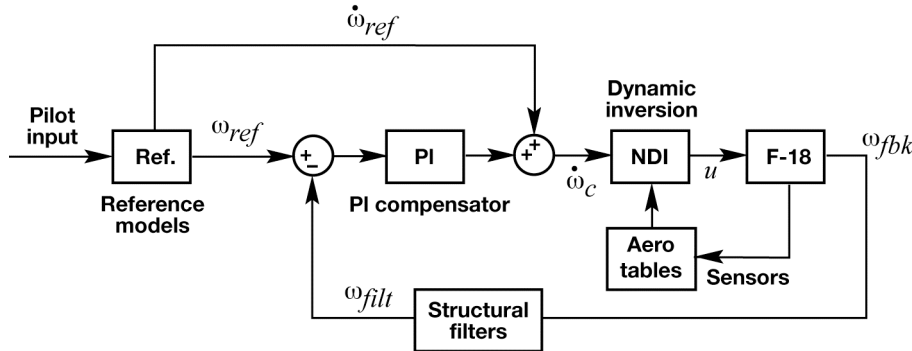 ω̇ref
Pilot
input
Ref.
Reference
models
ωref
+
−
PI
PI compensator
+
+
ω̇c
Dynamic
inversion
NDI
u
F-18
ωfbk
Aero
tables
Sensors
ωfilt
Structural
filters